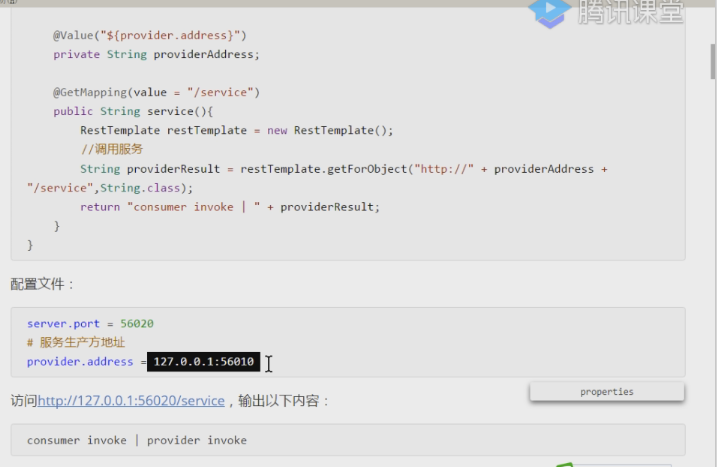 腾讯课堂
@Value("${provider.address}")
private String providerAddress;
@GetMapping(value = "/service")
public String service(){
RestTemplate restTemplate = new RestTemplate();
//调用服务
String providerResult = restTemplate.getForObject("http://" + providerAddress +
"/service",String.class);
return "consumer invoke | " + providerResult;
}
}
配置文件：
server.port = 56020
# 服务生产方地址
provider.address = 127.0.0.1:56010
properties
访问http://127.0.0.1:56020/service，输出以下内容：
consumer invoke | provider invoke